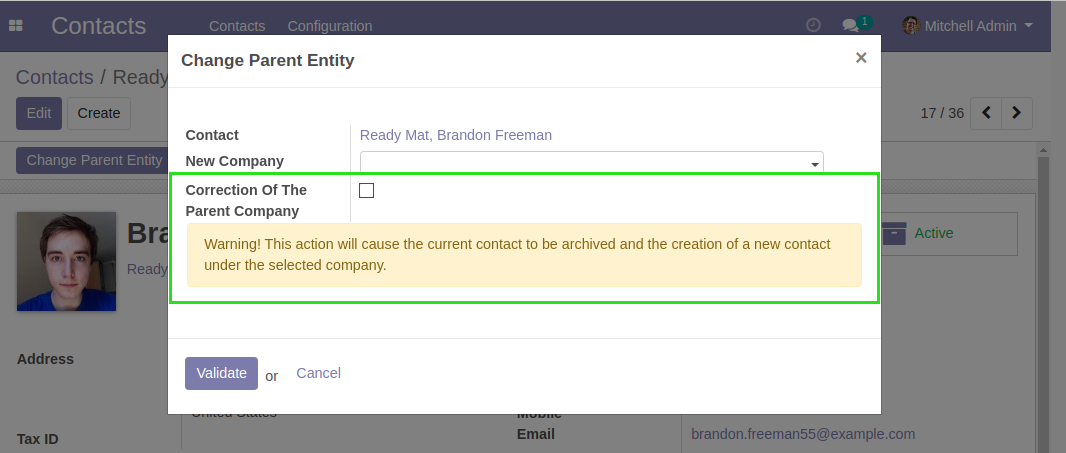 Contacts Contacts Configuration 1 Mitchell Admin
Change Parent Entity ×
Contacts / Ready
Edit Create 17 / 36
Contact Ready Mat, Brandon Freeman
New Company
Change Parent Entity
Correction Of The
Parent Company
Bra
Active
Warning! This action will cause the current contact to be archived and the creation of a new contact
under the selected company.
Ready
Address
Validate or Cancel
United States
Mobile
Tax ID
Email brandon.freeman55@example.com